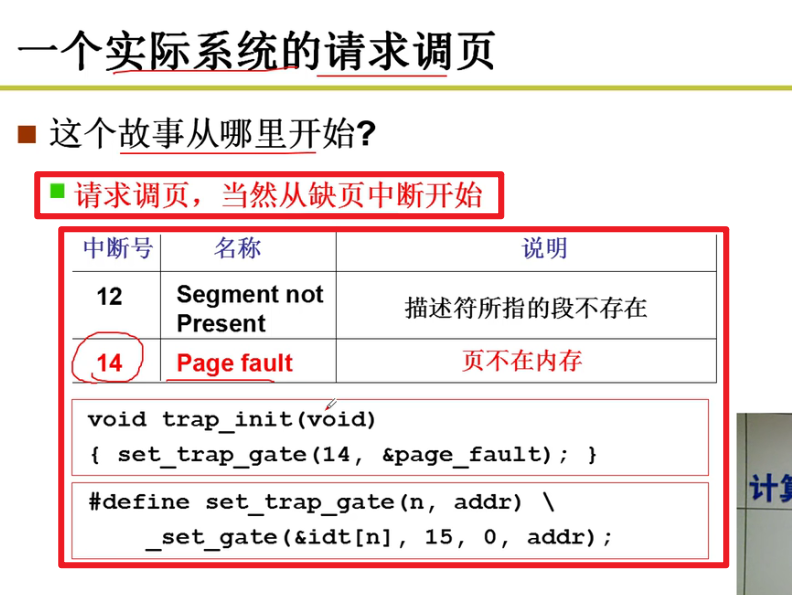 一个实际系统的请求调页
这个故事从哪里开始?
请求调页，当然从缺页中断开始
中断号 名称 说明
12 Segment not Present 描述符所指的段不存在
14 Page fault 页不在内存
void trap_init(void)
{ set_trap_gate(14, &page_fault); }
#define set_trap_gate(n, addr) \
_set_gate(&idt[n], 15, 0, addr);
计算